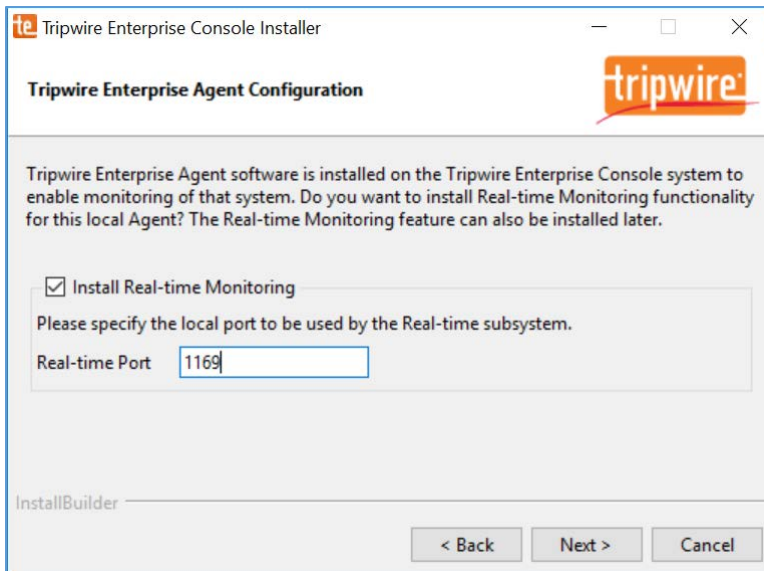 te Tripwire Enterprise Console Installer
Tripwire Enterprise Agent Configuration
tripwire
Tripwire Enterprise Agent software is installed on the Tripwire Enterprise Console system to
enable monitoring of that system. Do you want to install Real-time Monitoring functionality
for this local Agent? The Real-time Monitoring feature can also be installed later.
Install Real-time Monitoring
Please specify the local port to be used by the Real-time subsystem.
Real-time Port 1169
InstallBuilder
< Back Next > Cancel